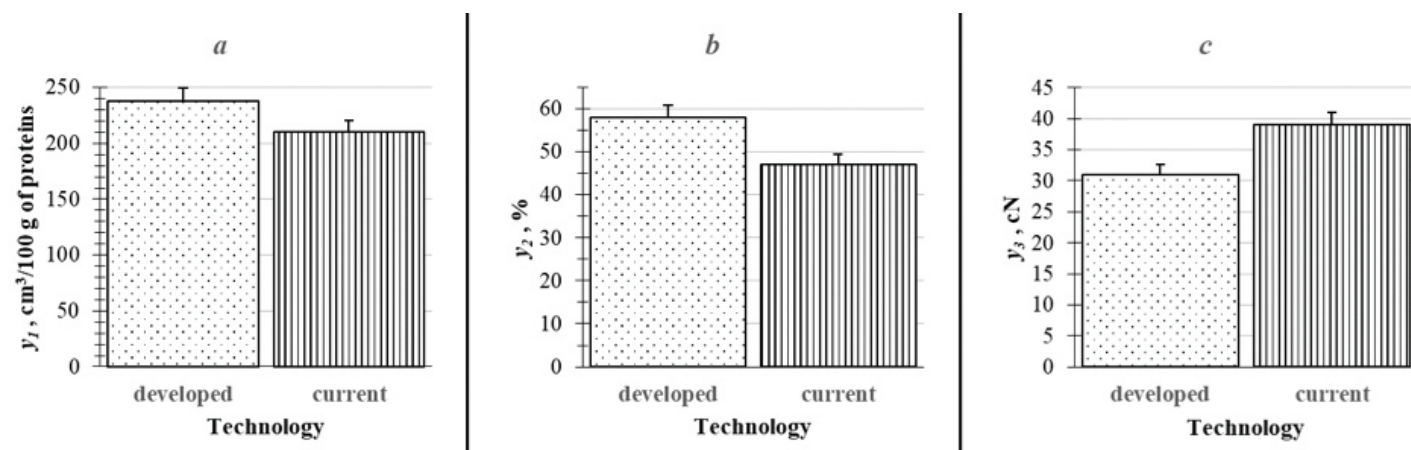 a
y₁, cm³/100 g of proteins
250
200
150
100
50
0
developed current
Technology
b
y₂, %
60
50
40
30
20
10
0
developed current
Technology
c
y₃, cN
45
40
35
30
25
20
15
10
5
0
developed current
Technology